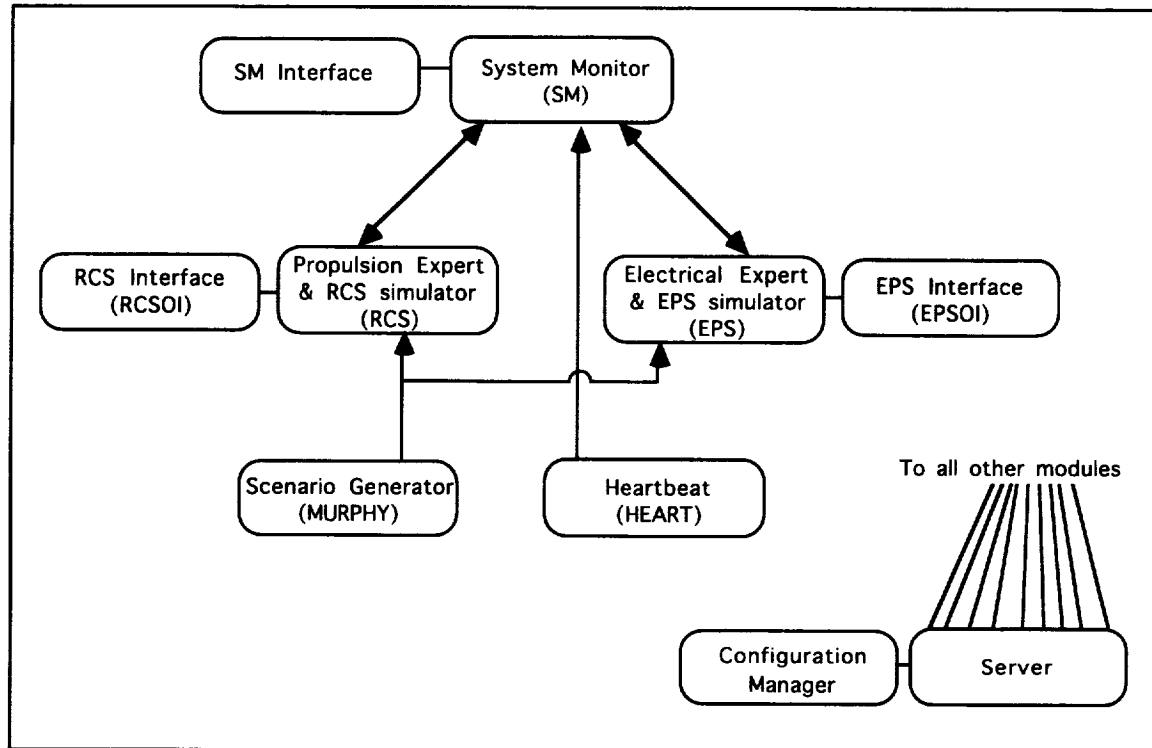 SM Interface
System Monitor
(SM)
RCS Interface
(RCSOI)
Propulsion Expert
& RCS simulator
(RCS)
Electrical Expert
& EPS simulator
(EPS)
EPS Interface
(EPSOI)
Scenario Generator
(MURPHY)
Heartbeat
(HEART)
To all other modules
Configuration
Manager
Server